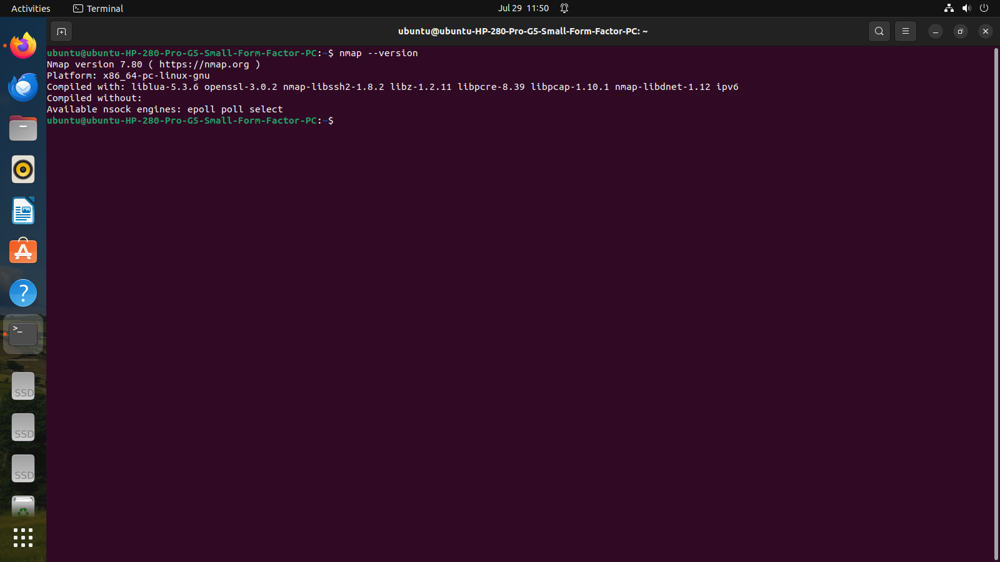 Activities Terminal Jul 29 11:50
ubuntu@ubuntu-HP-280-Pro-G5-Small-Form-Factor-PC: ~
ubuntu@ubuntu-HP-280-Pro-G5-Small-Form-Factor-PC:~$ nmap --version
Nmap version 7.80 ( https://nmap.org )
Platform: x86_64-pc-linux-gnu
Compiled with: liblua-5.3.6 openssl-3.0.2 nmap-libssh2-1.8.2 libz-1.2.11 libpcre-8.39 libpcap-1.10.1 nmap-libdnet-1.12 ipv6
Compiled without:
Available nsock engines: epoll poll select
ubuntu@ubuntu-HP-280-Pro-G5-Small-Form-Factor-PC:~$
SSD
SSD
SSD